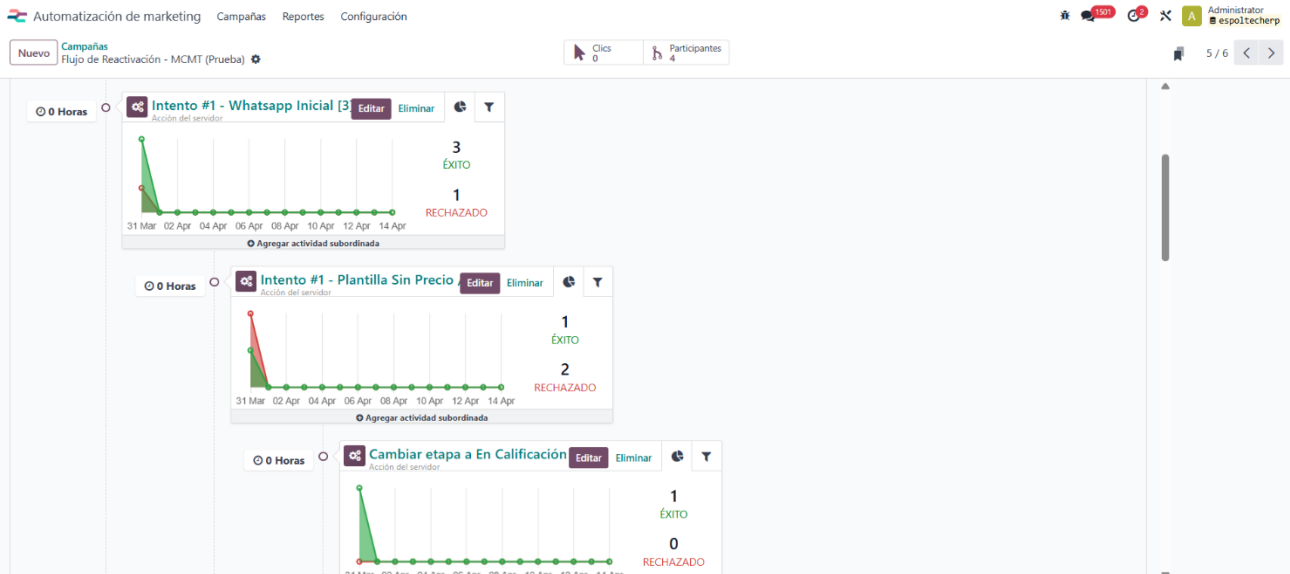 Automatización de marketing Campañas Reportes Configuración 1501 2 A Administrator
espoltecherp
Nuevo Campañas
Flujo de Reactivación - MCMT (Prueba)
Clics
0
Participantes
4
5 / 6
0 Horas
Intento #1 - Whatsapp Inicial [3 Editar Eliminar
Acción del servidor
3
ÉXITO
1
RECHAZADO
31 Mar 02 Apr 04 Apr 06 Apr 08 Apr 10 Apr 12 Apr 14 Apr
Agregar actividad subordinada
0 Horas
Intento #1 - Plantilla Sin Precio Editar Eliminar
Acción del servidor
1
ÉXITO
2
RECHAZADO
31 Mar 02 Apr 04 Apr 06 Apr 08 Apr 10 Apr 12 Apr 14 Apr
Agregar actividad subordinada
0 Horas
Cambiar etapa a En Calificación Editar Eliminar
Acción del servidor
1
ÉXITO
0
RECHAZADO